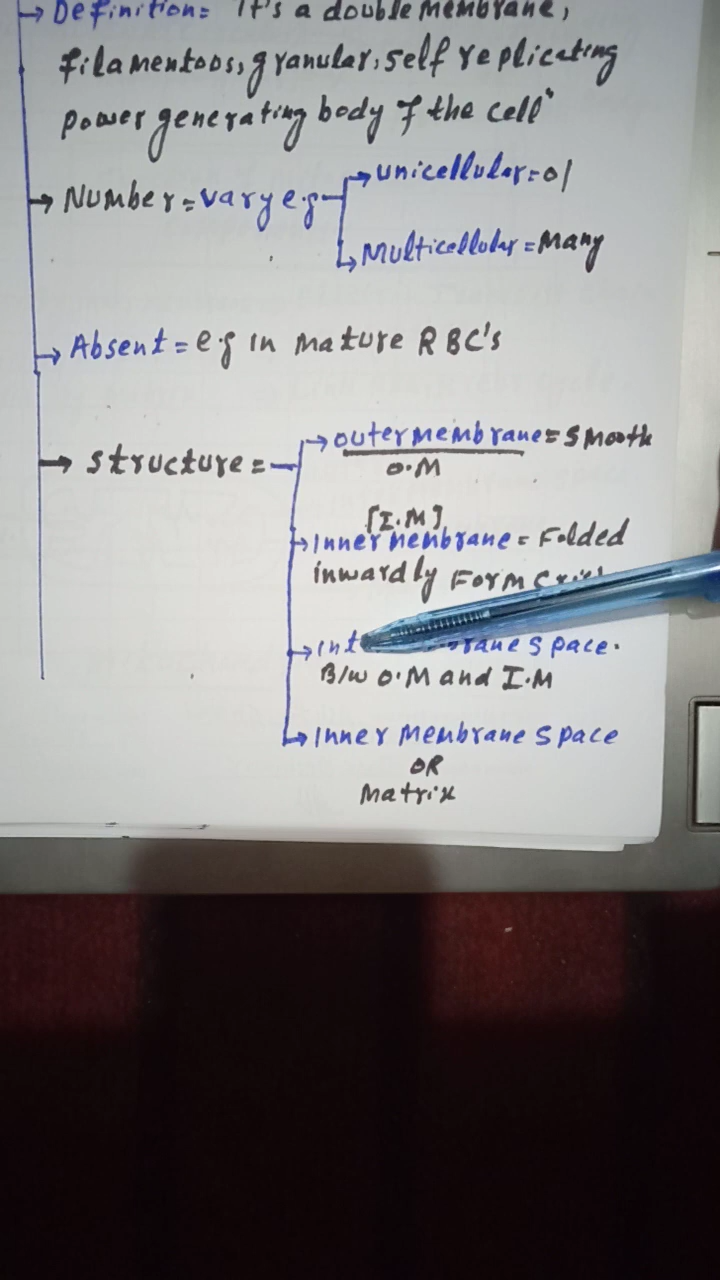 → Definition= It's a double membrane,
filamentoos, granular, self replicating
power generating body of the cell"
→ Number = vary e.g
→ unicellular = 01
→ Multicellular = Many
→ Absent = e.g in mature RBC's
→ structure =
→ outer membrane = smooth
O.M
[I.M]
→ Inner membrane = Folded
inwardly Form
→ space.
B/w O.M and I.M
→ Inner Membrane space
OR
Matrix